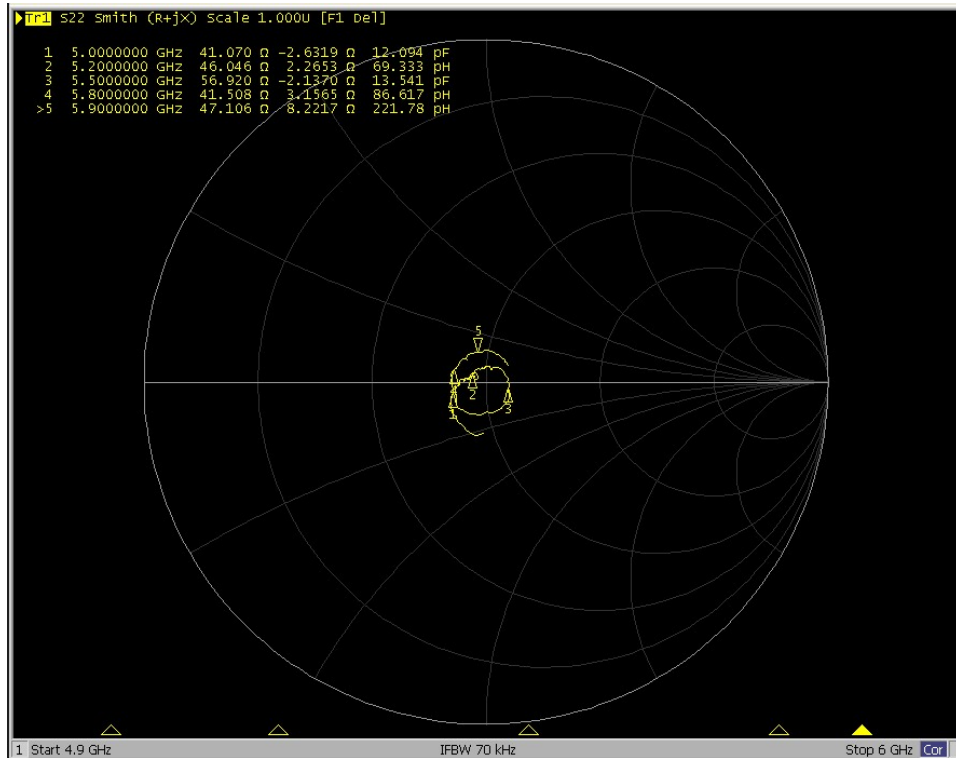 Tr1 S22 Smith (R+jX) Scale 1.000U [F1 Del]
1 5.0000000 GHz 41.070 Ω -2.6319 Ω 12.094 pF
2 5.2000000 GHz 46.046 Ω 2.2653 Ω 69.333 pH
3 5.5000000 GHz 56.920 Ω -2.1370 Ω 13.541 pF
4 5.8000000 GHz 41.508 Ω 3.1565 Ω 86.617 pH
>5 5.9000000 GHz 47.106 Ω 8.2217 Ω 221.78 pH
5
2
3
1
1 Start 4.9 GHz IFBW 70 kHz Stop 6 GHz Cor